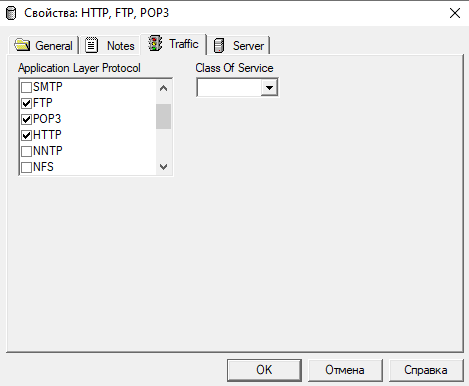 Свойства: HTTP, FTP, POP3
General
Notes
Traffic
Server
Application Layer Protocol
Class Of Service
SMTP
FTP
POP3
HTTP
NNTP
NFS
OK
Отмена
Справка